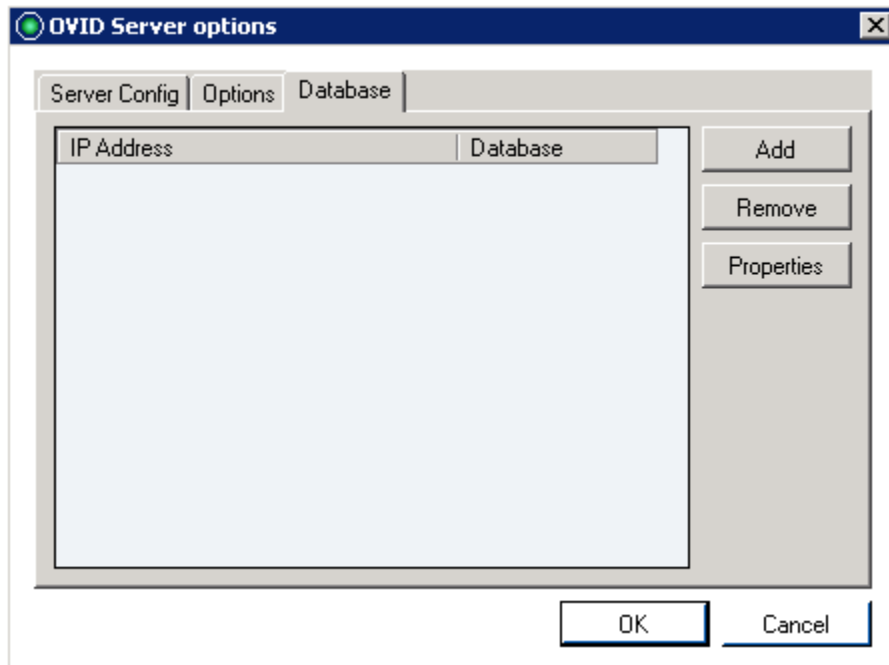 OVID Server options
Server Config Options Database
IP Address Database
Add
Remove
Properties
OK Cancel